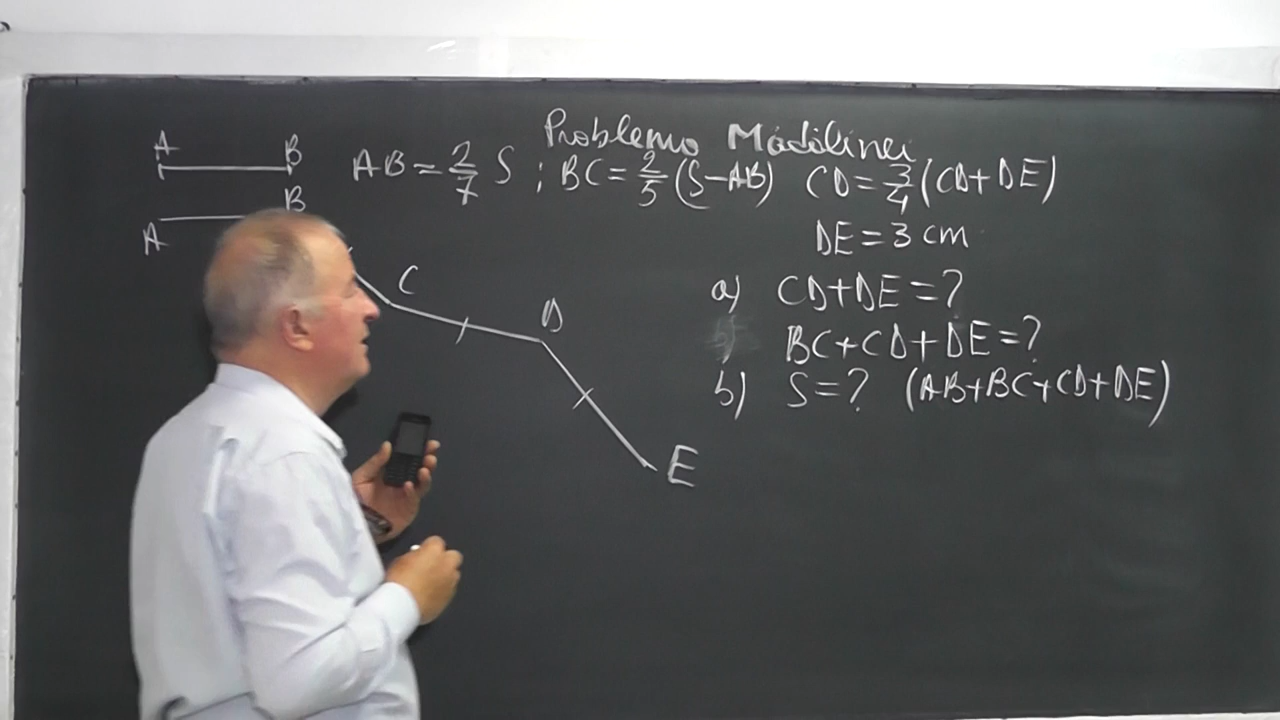 Problema Mădălinei
A B AB = 2/7 S ; BC = 2/5 (S-AB) CD = 3/4 (CD+DE)
A B
DE = 3 cm
C D E
a) CD+DE = ?
BC+CD+DE = ?
b) S = ? (AB+BC+CD+DE)